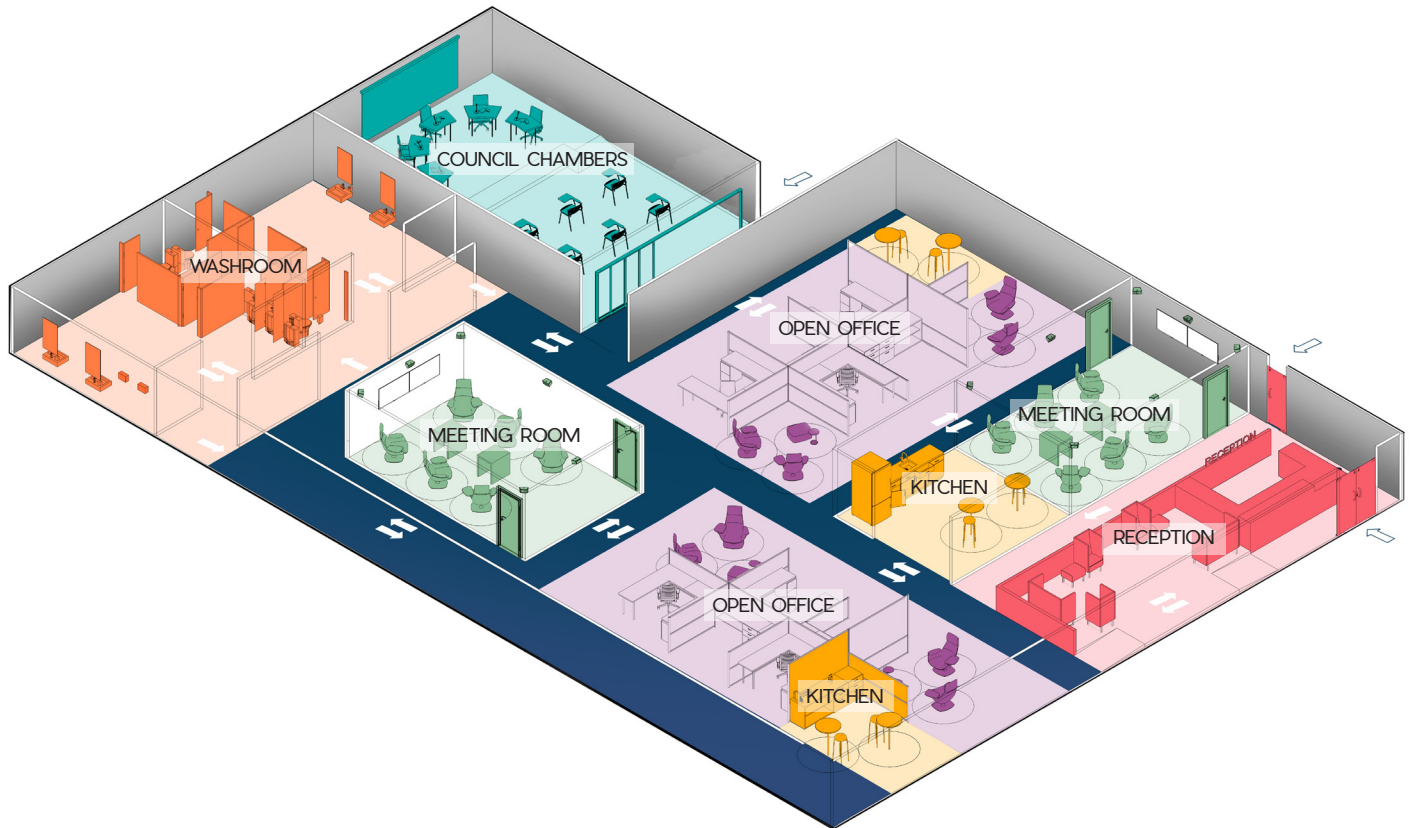 COUNCIL CHAMBERS
WASHROOM
OPEN OFFICE
MEETING ROOM
MEETING ROOM
RECEPTION
KITCHEN
RECEPTION
OPEN OFFICE
KITCHEN